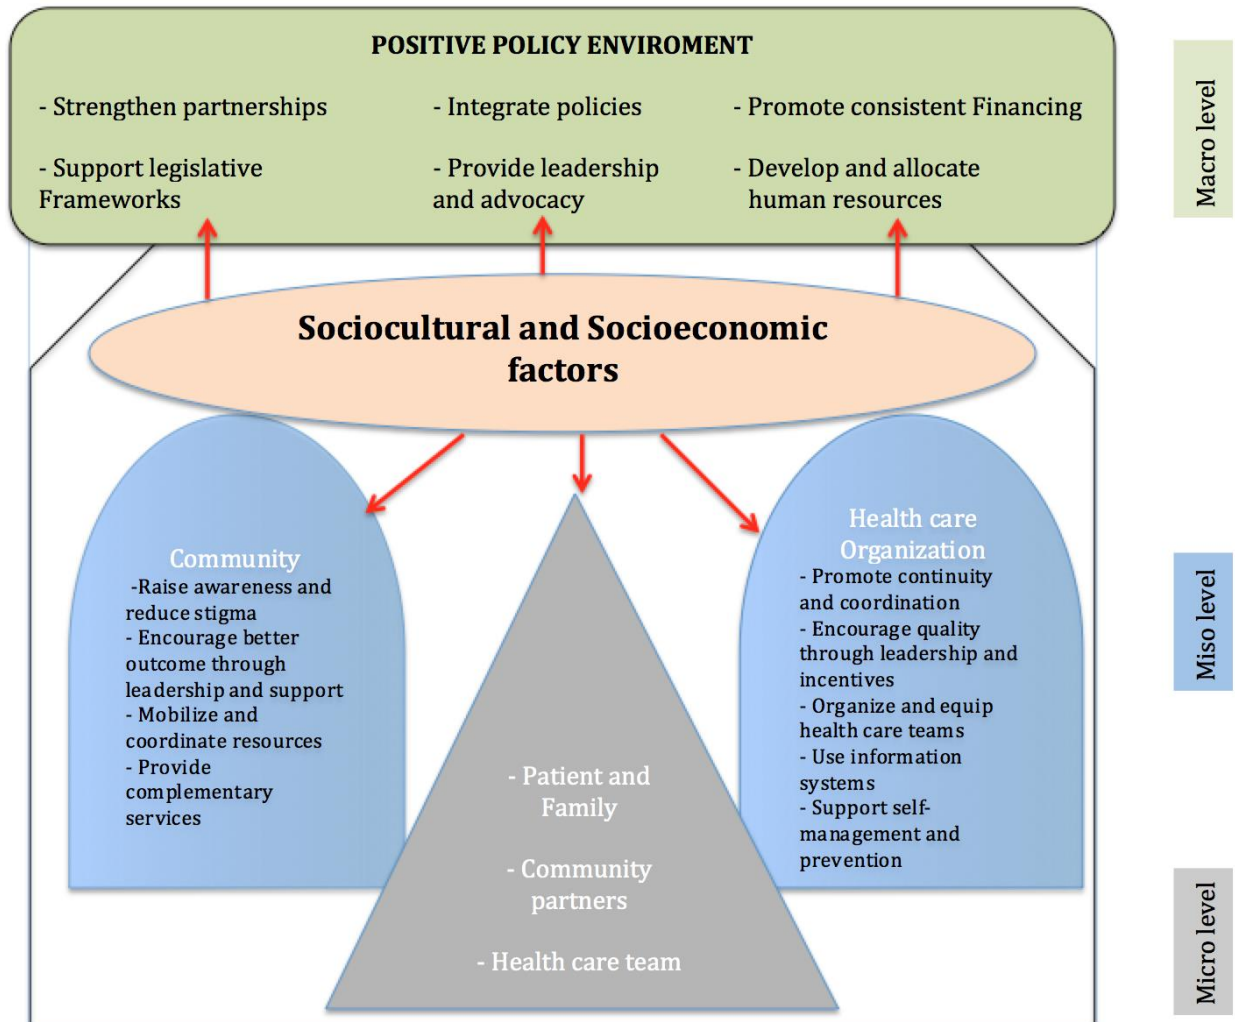 POSITIVE POLICY ENVIROMENT
- Strengthen partnerships
- Support legislative
Frameworks
- Integrate policies
- Provide leadership
and advocacy
- Promote consistent Financing
- Develop and allocate
human resources
Macro level
Sociocultural and Socioeconomic
factors
Community
-Raise awareness and
reduce stigma
- Encourage better
outcome through
leadership and support
- Mobilize and
coordinate resources
- Provide
complementary
services
- Patient and
Family
- Community
partners
- Health care team
Health care
Organization
- Promote continuity
and coordination
- Encourage quality
through leadership and
incentives
- Organize and equip
health care teams
- Use information
systems
- Support self-
management and
prevention
Miso level
Micro level